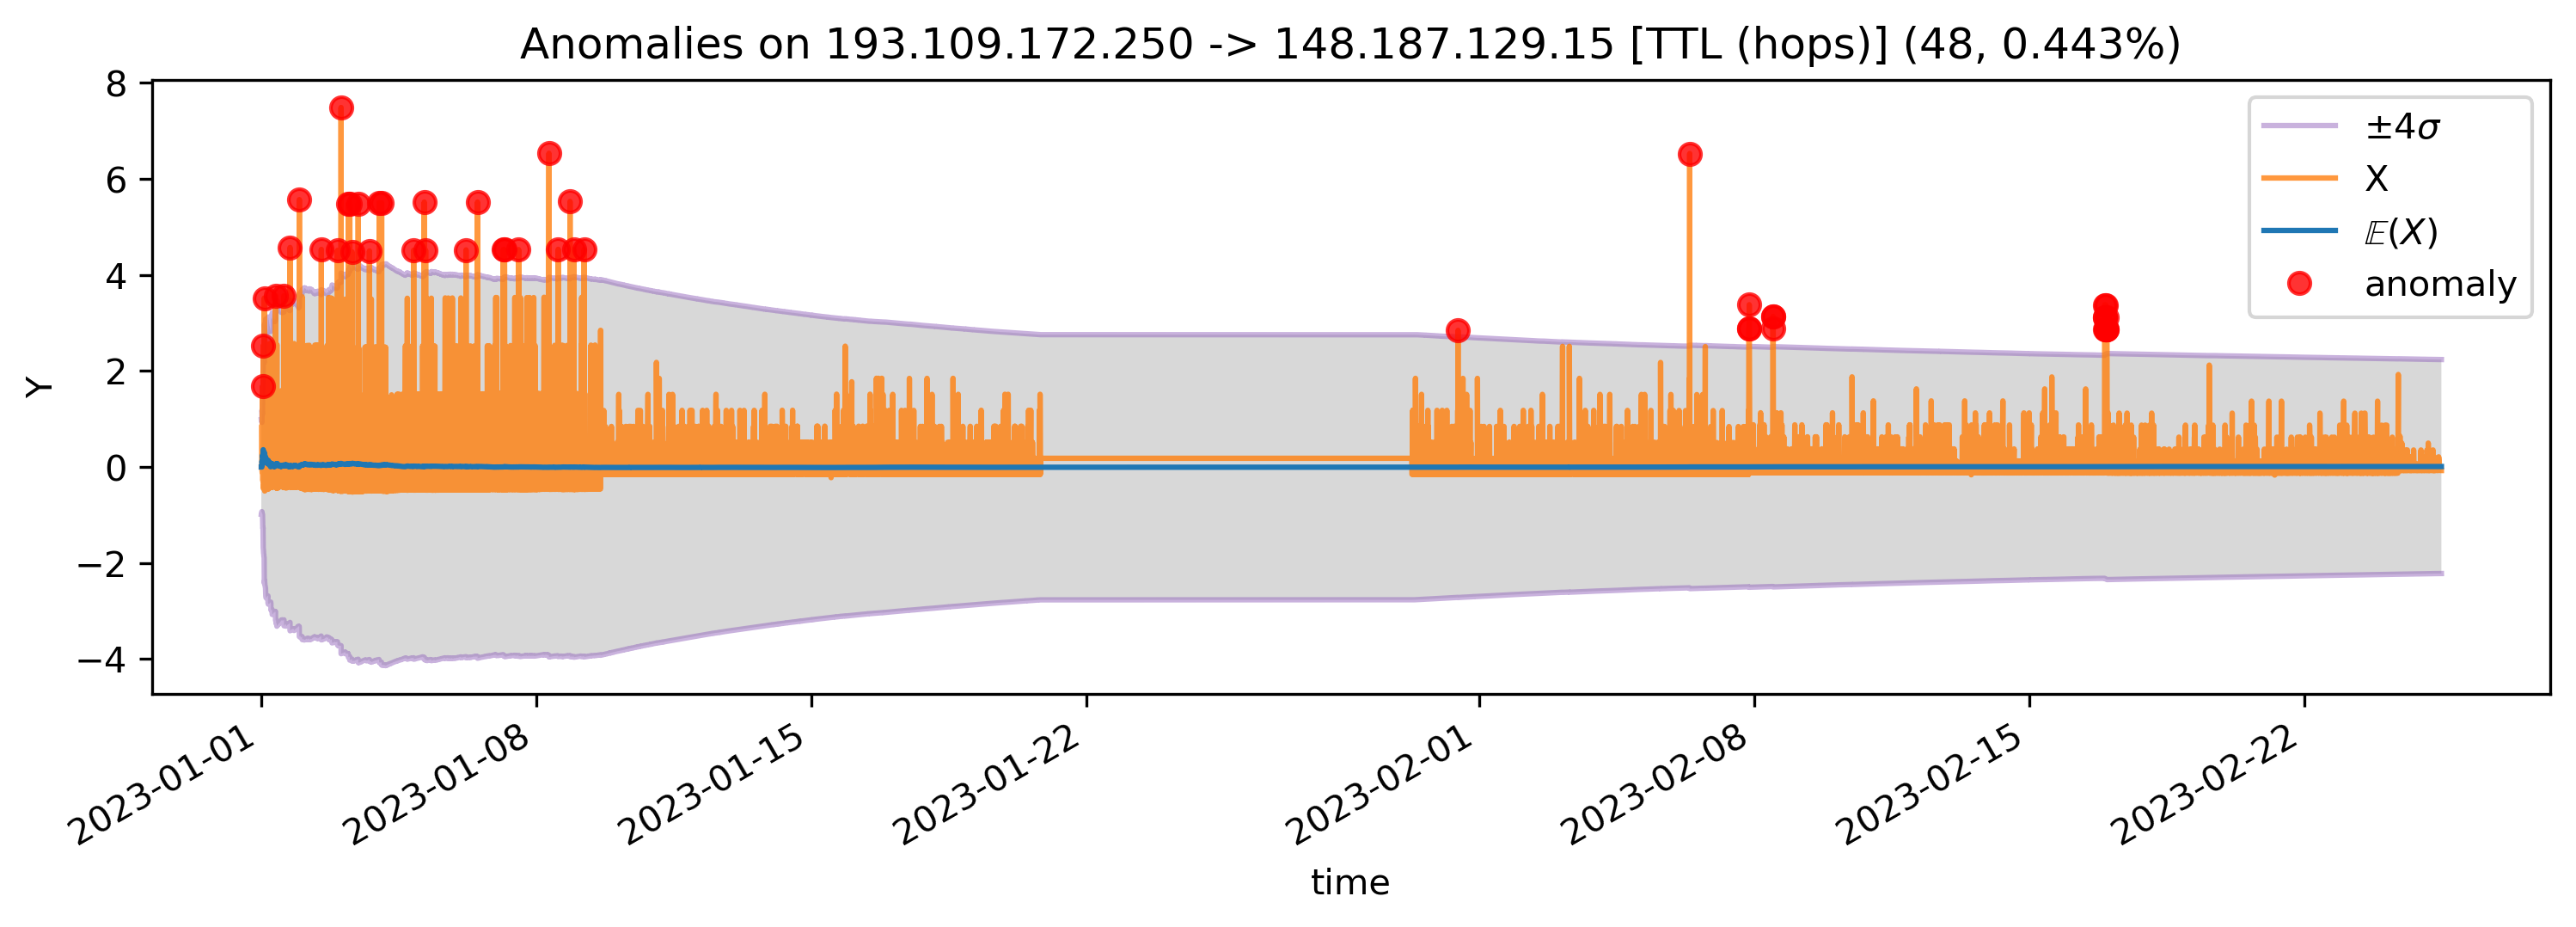 Anomalies on 193.109.172.250 -> 148.187.129.15 [TTL (hops)] (48, 0.443%)
8
6
4
2
0
−2
−4
Y
±4σ
X
𝔼(X)
anomaly
2023-01-01
2023-01-08
2023-01-15
2023-01-22
2023-02-01
2023-02-08
2023-02-15
2023-02-22
time